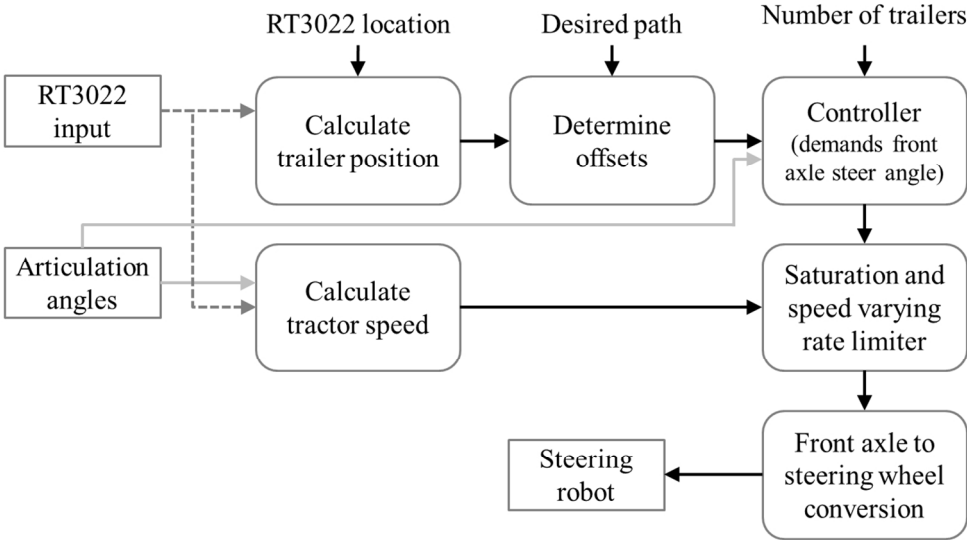 RT3022 location
Desired path
Number of trailers
RT3022
input
Calculate
trailer position
Determine
offsets
Controller
(demands front
axle steer angle)
Articulation
angles
Calculate
tractor speed
Saturation and
speed varying
rate limiter
Steering
robot
Front axle to
steering wheel
conversion